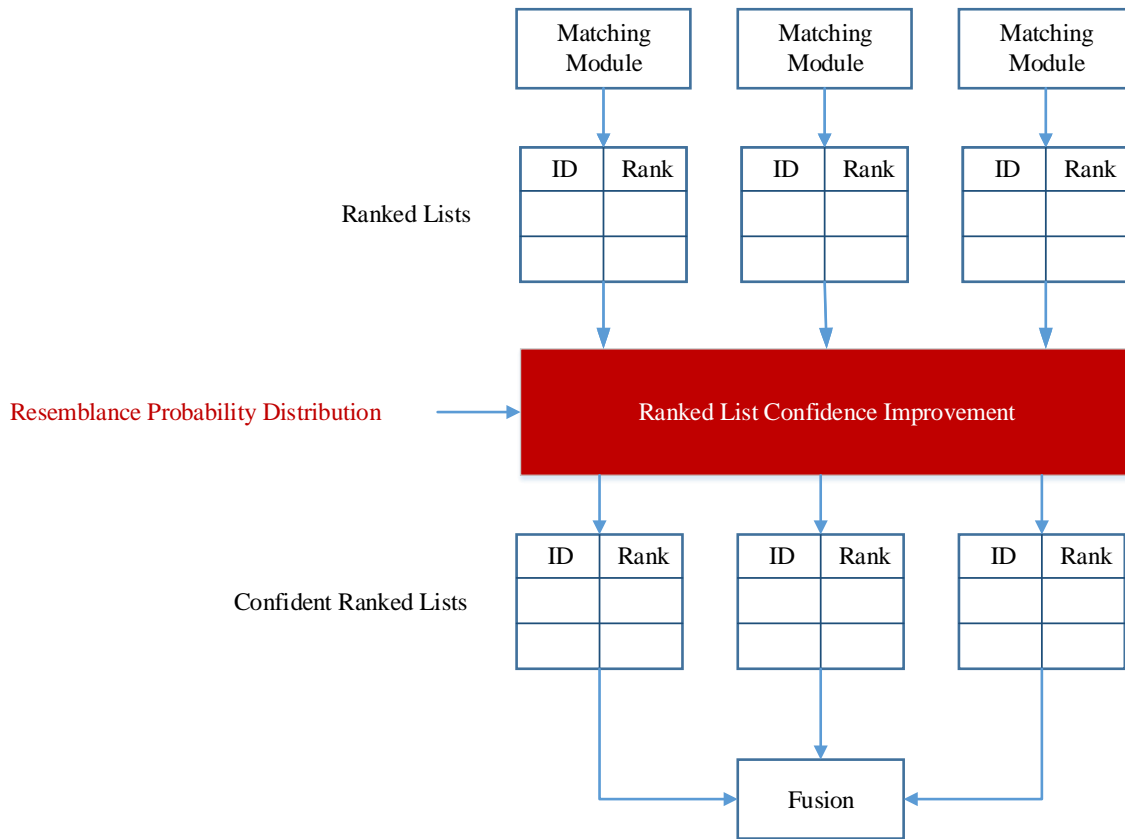 Matching
Module
Matching
Module
Matching
Module
ID Rank
ID Rank
ID Rank
Ranked Lists
Resemblance Probability Distribution
Ranked List Confidence Improvement
ID Rank
ID Rank
ID Rank
Confident Ranked Lists
Fusion